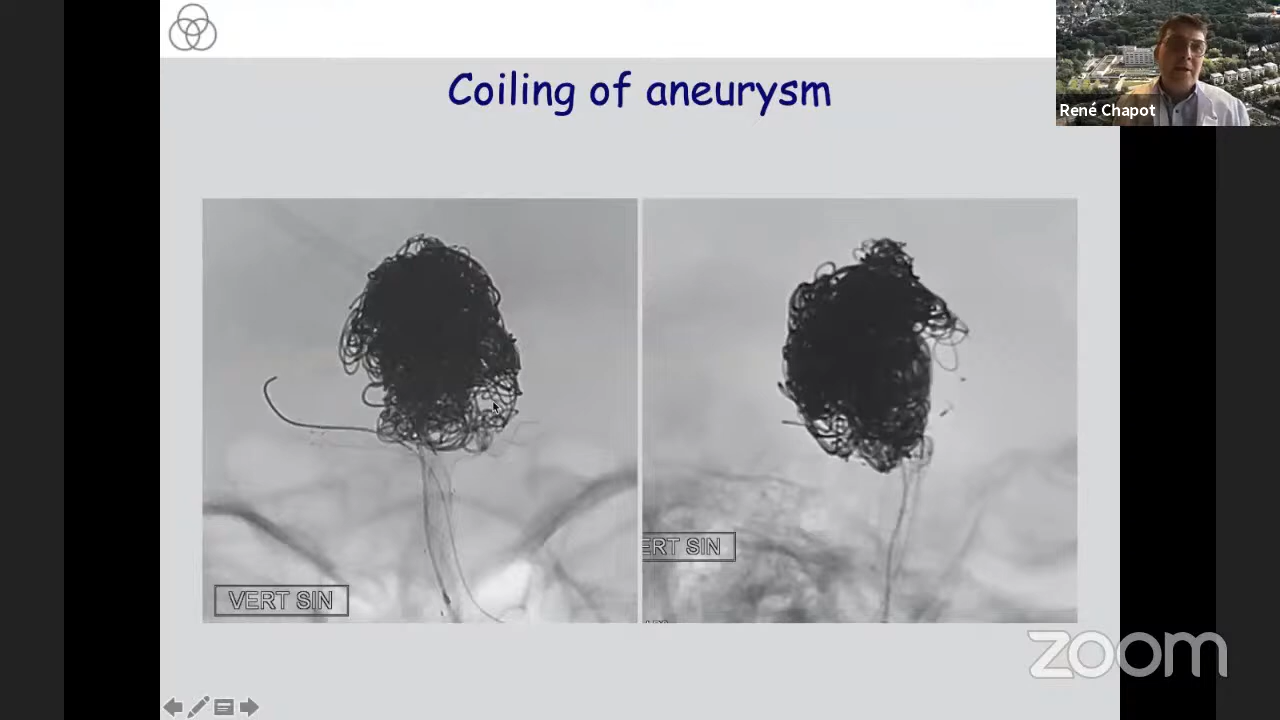 Coiling of aneurysm
René Chapot
VERT SIN
ERT SIN
zoom